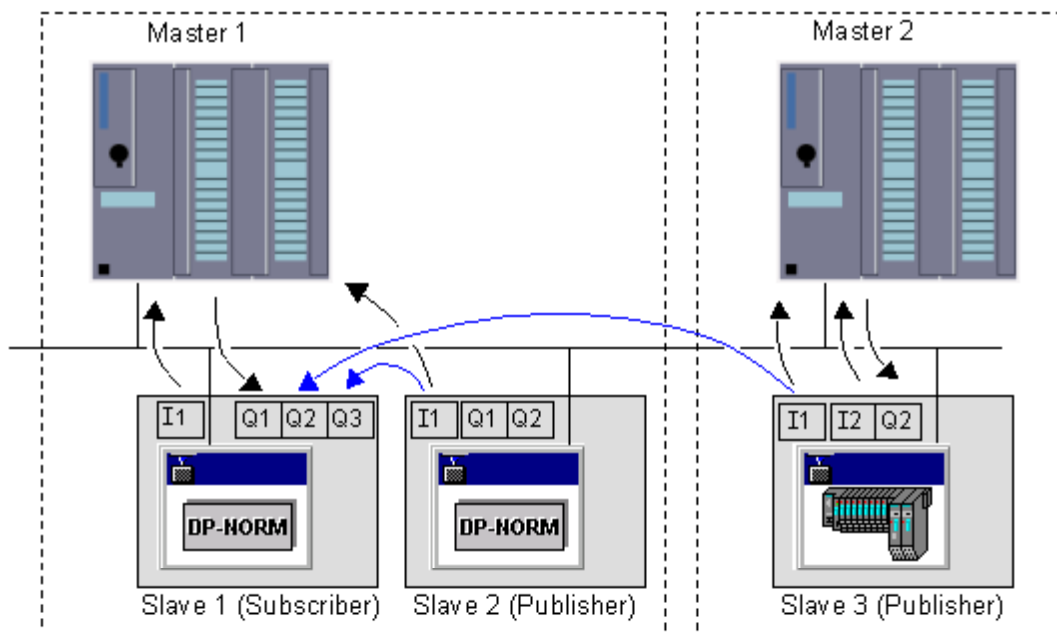 Master 1
Master 2
I1 Q1 Q2 Q3
I1 Q1 Q2
I1 I2 Q2
DP-NORM
DP-NORM
Slave 1 (Subscriber)
Slave 2 (Publisher)
Slave 3 (Publisher)